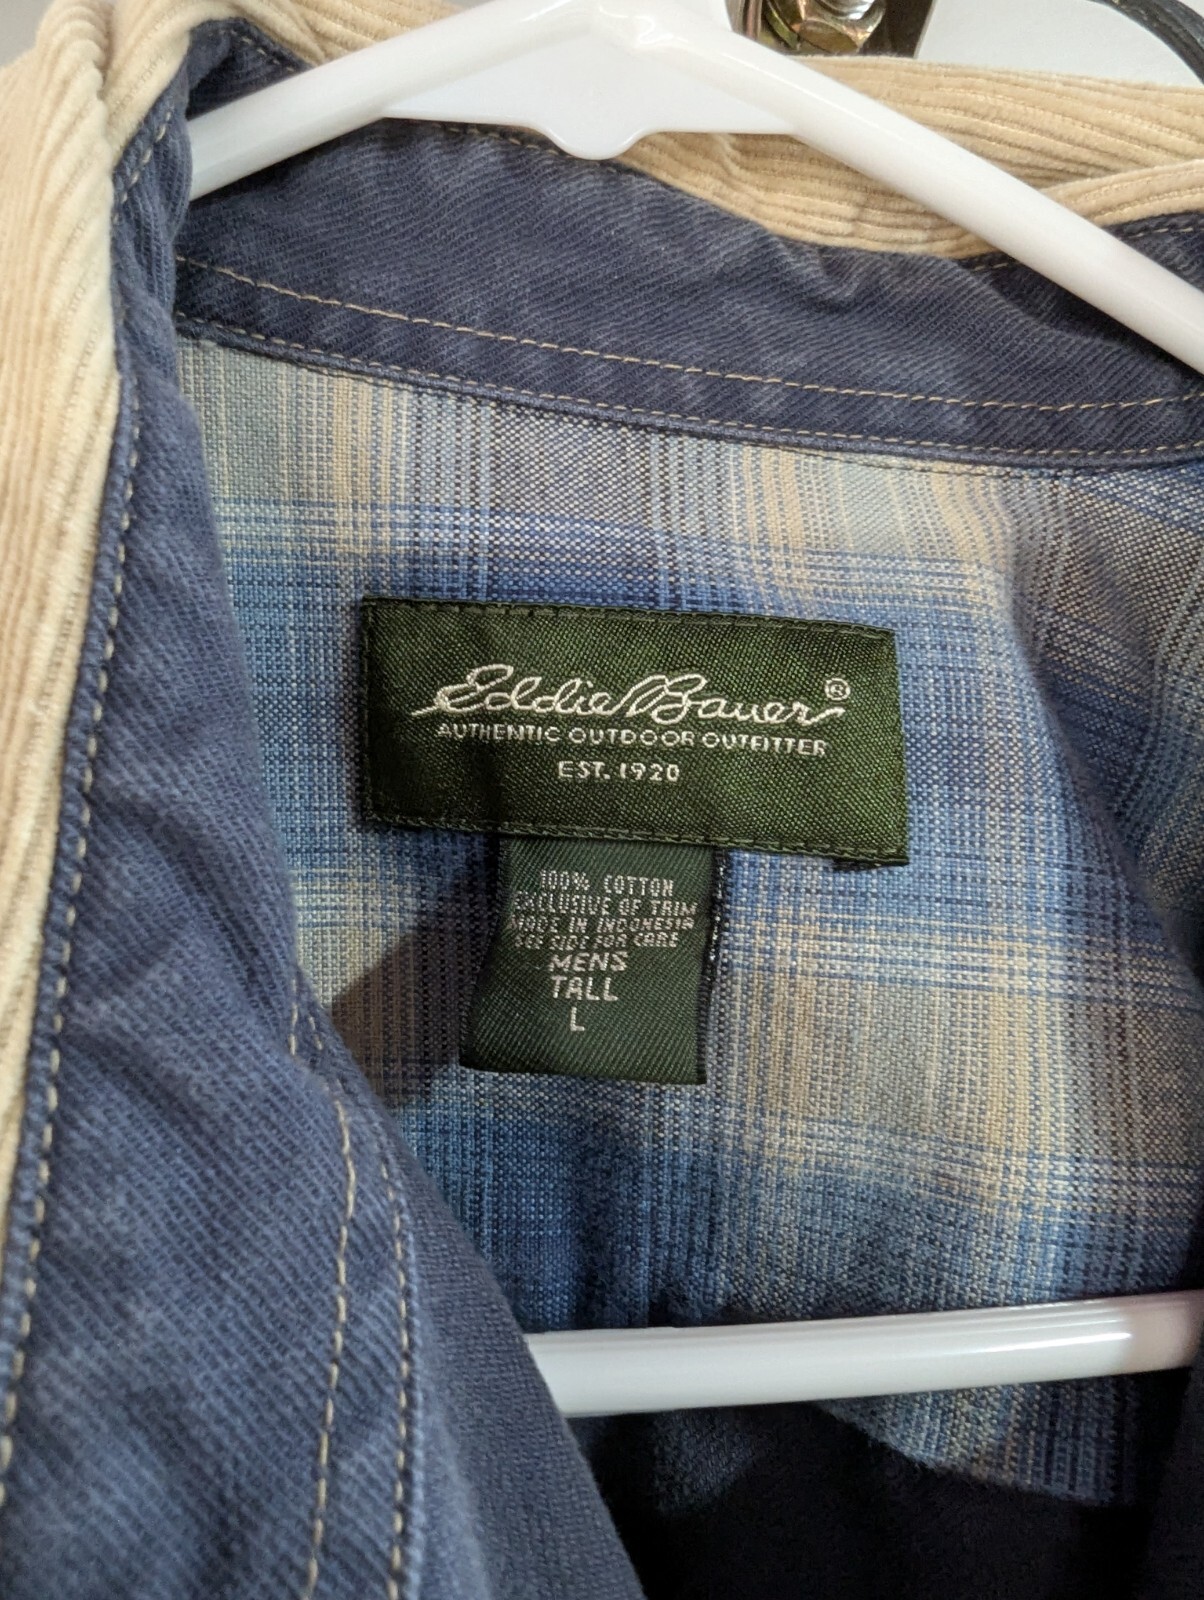 Eddie Bauer®
AUTHENTIC OUTDOOR OUTFITTER
EST. 1920
100% COTTON
EXCLUSIVE OF TRIM
MADE IN INDONESIA
SEE SIDE FOR CARE
MENS
TALL
L